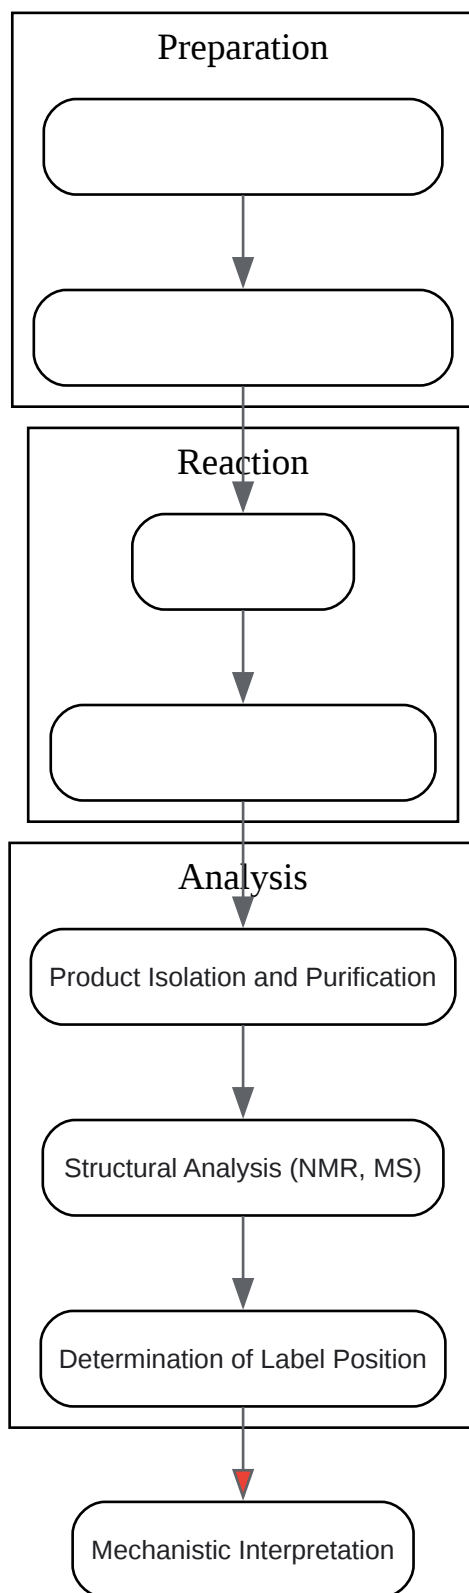 Preparation
Reaction
Analysis
Product Isolation and Purification
Structural Analysis (NMR, MS)
Determination of Label Position
Mechanistic Interpretation